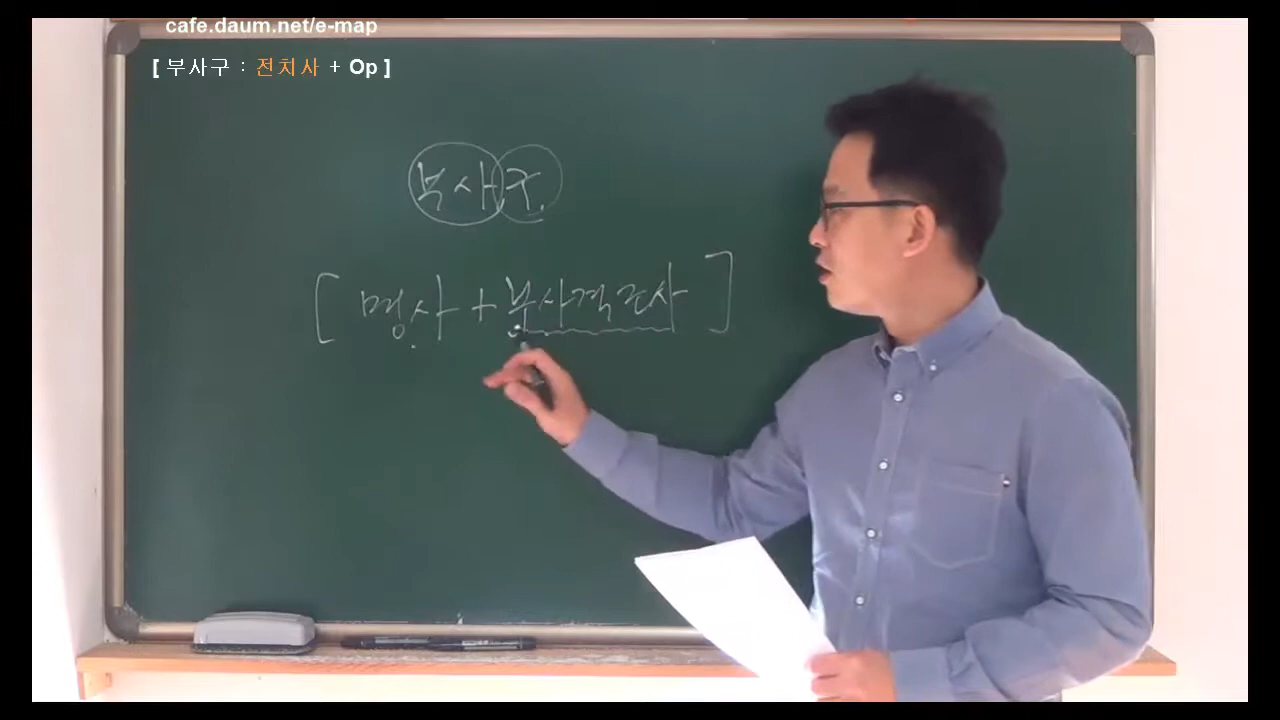 cafe.daum.net/e-map
[ 부사구 : 전치사 + Op ]
부사구
[ 명사 + 부사격 조사 ]